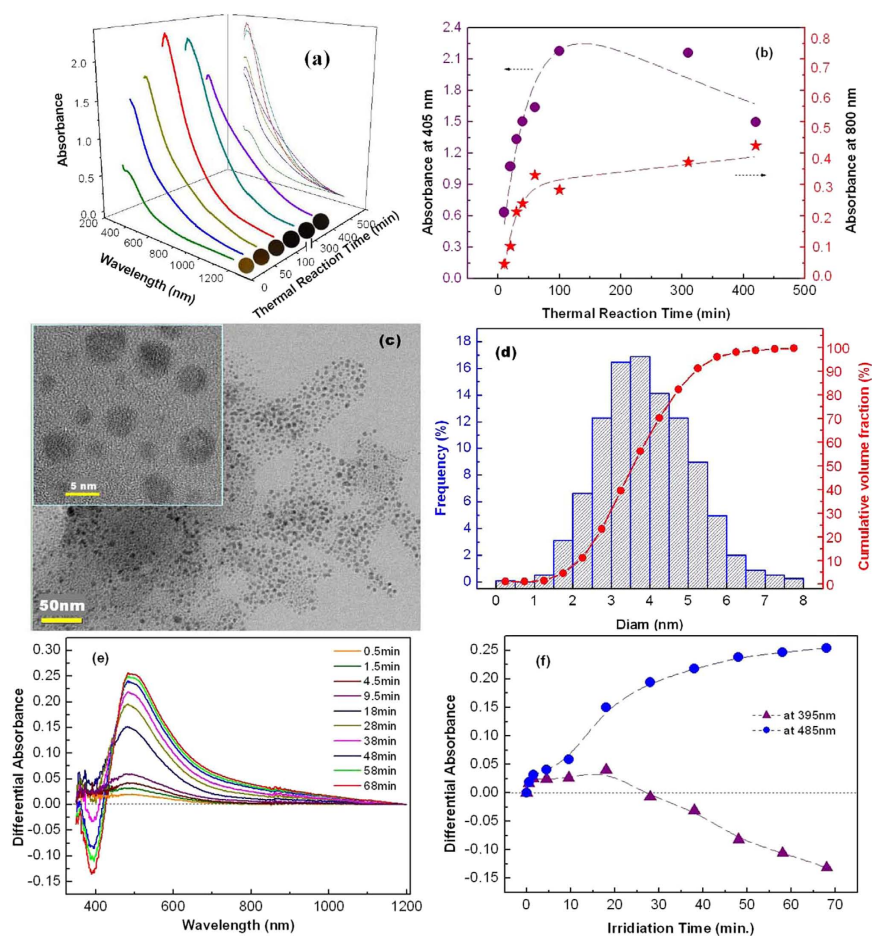 (a)
Absorbance
2.0
1.5
1.0
0.5
0.0
200
400
600
800
1000
1200
Wavelength (nm)
0
50
100
300
400
500
Thermal Reaction Time (min)
(b)
Absorbance at 405 nm
2.4
2.1
1.8
1.5
1.2
0.9
0.6
0.3
0.0
0.8
0.7
0.6
0.5
0.4
0.3
0.2
0.1
0.0
Absorbance at 800 nm
0 100 200 300 400 500
Thermal Reaction Time (min)
(c)
5 nm
50nm
(d)
Frequency (%)
18
16
14
12
10
8
6
4
2
0
100
90
80
70
60
50
40
30
20
10
0
Cumulative volume fraction (%)
0 1 2 3 4 5 6 7 8
Diam (nm)
(e)
Differential Absorbance
0.30
0.25
0.20
0.15
0.10
0.05
0.00
-0.05
-0.10
-0.15
0.5min
1.5min
4.5min
9.5min
18min
28min
38min
48min
58min
68min
400 600 800 1000 1200
Wavelength (nm)
(f)
Differential Absorbance
0.25
0.20
0.15
0.10
0.05
0.00
-0.05
-0.10
-0.15
at 395nm
at 485nm
0 10 20 30 40 50 60 70
Irridiation Time (min.)